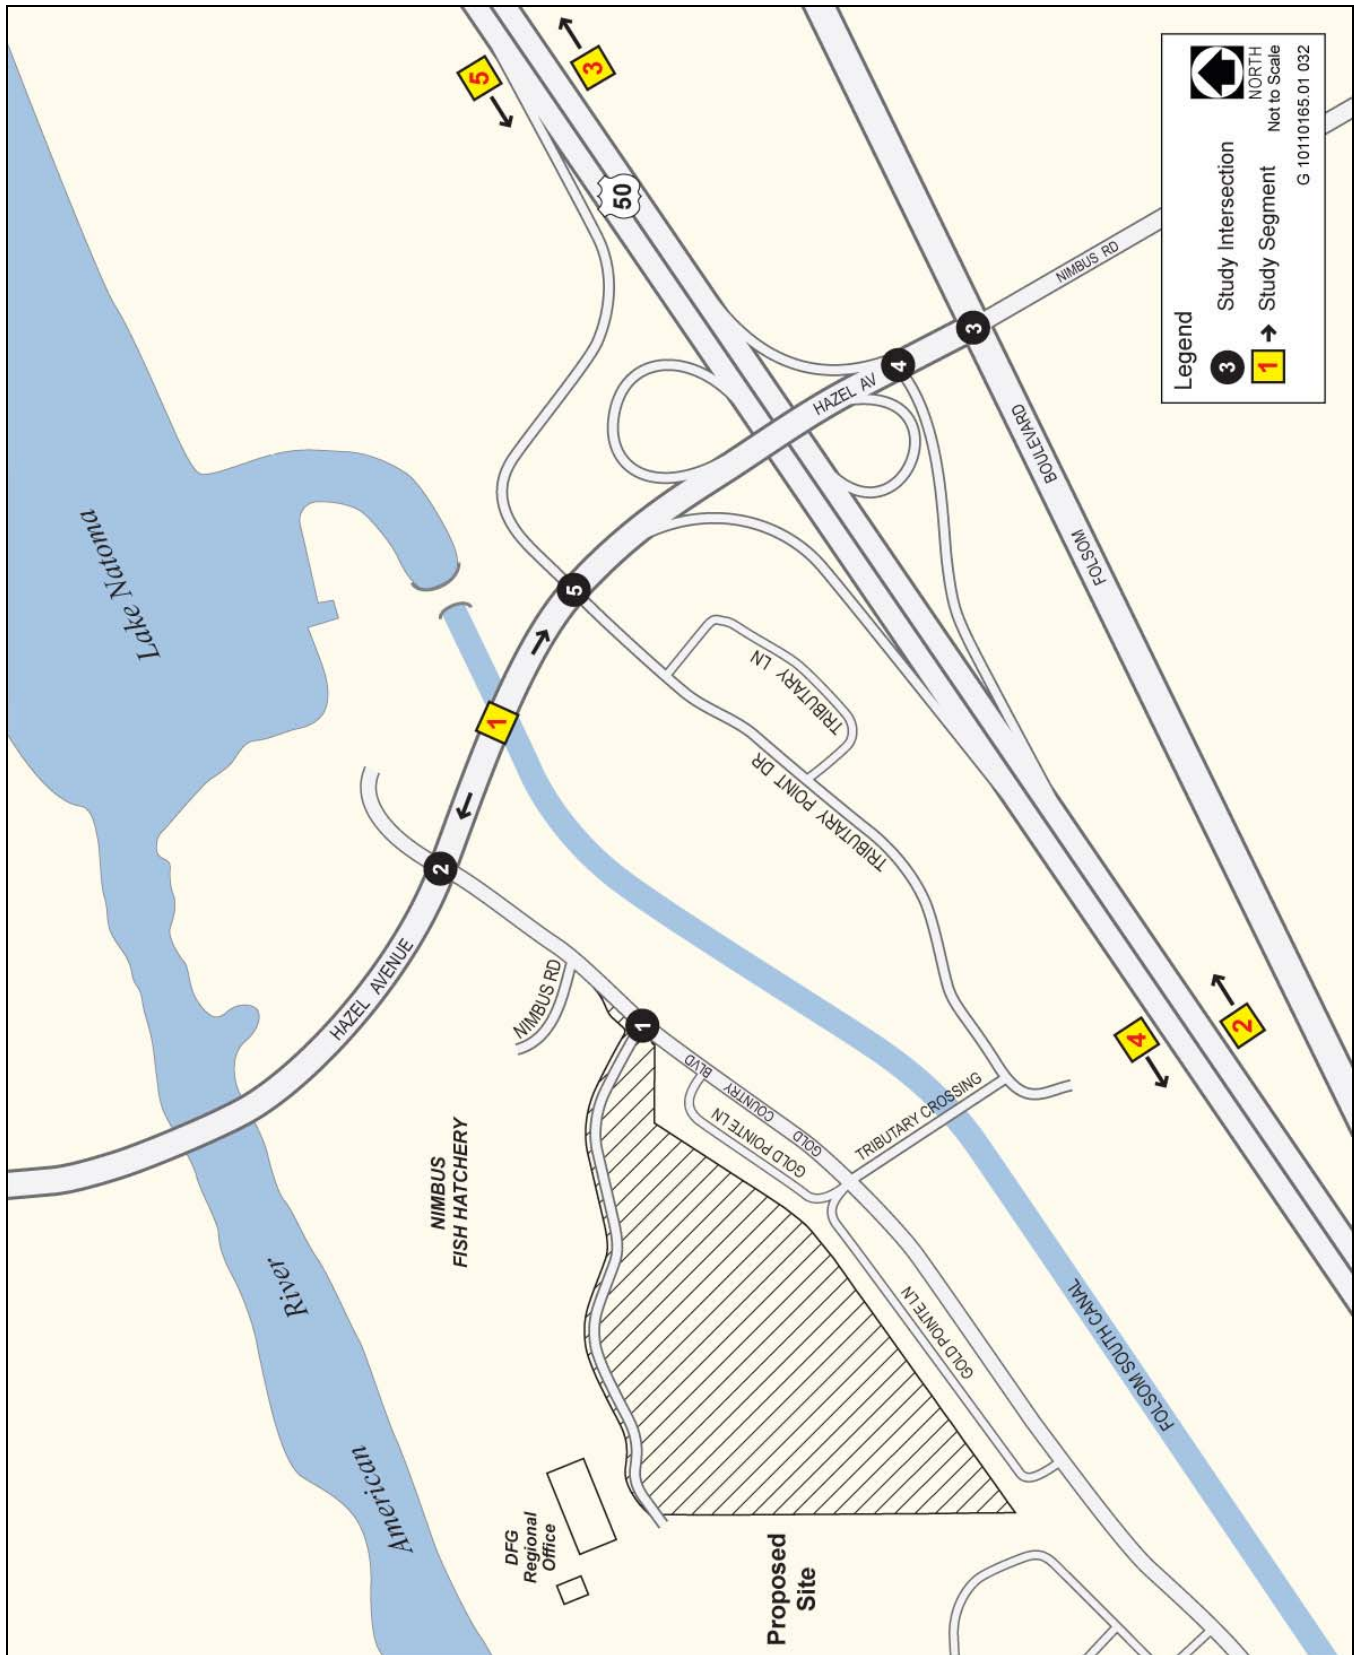 Lake Natoma
5
3
50
HAZEL AVENUE
2
1
5
HAZEL AV
4
3
NIMBUS RD
FOLSOM
BOULEVARD
NIMBUS RD
1
NIMBUS
FISH HATCHERY
American
River
DFG
Regional
Office
Proposed
Site
GOLD POINTE LN
GOLD POINTE LN
GOLD
COUNTRY
BLVD
TRIBUTARY CROSSING
TRIBUTARY POINT DR
TRIBUTARY LN
FOLSOM SOUTH CANAL
4
2
Legend
3
Study Intersection
1
Study Segment
NORTH
Not to Scale
G 10110165.01 032